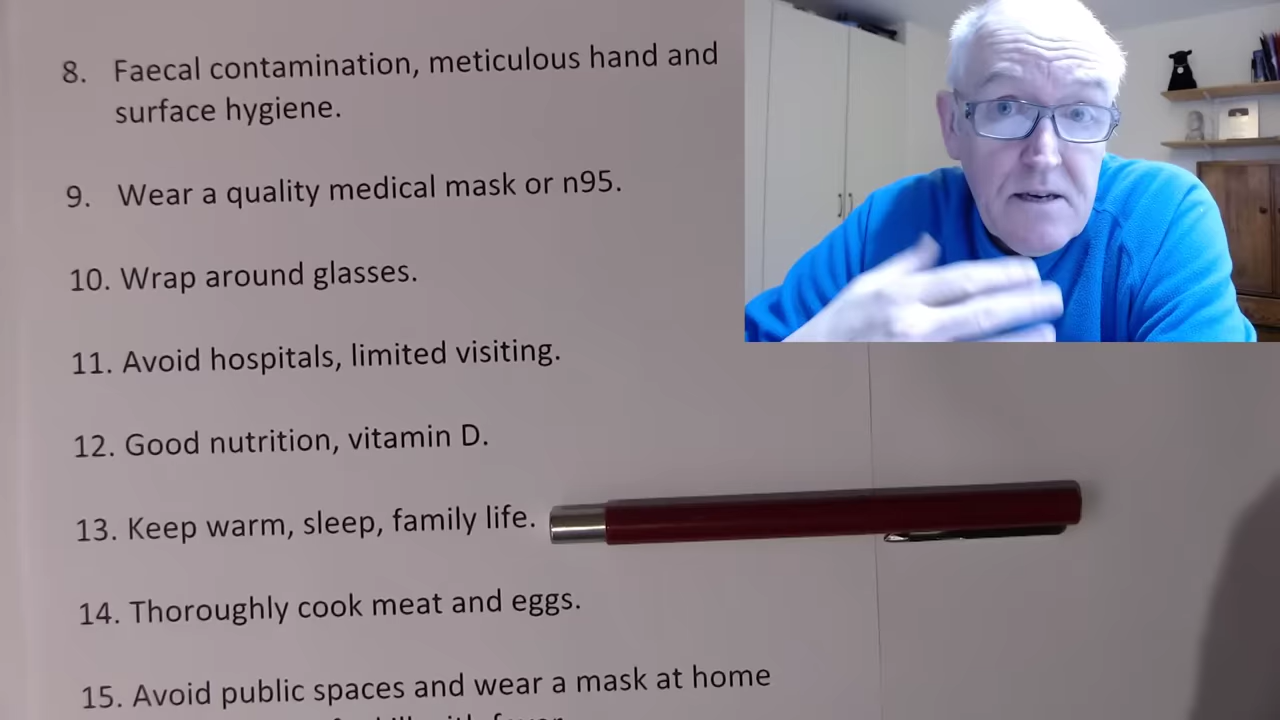 8. Faecal contamination, meticulous hand and
surface hygiene.
9. Wear a quality medical mask or n95.
10. Wrap around glasses.
11. Avoid hospitals, limited visiting.
12. Good nutrition, vitamin D.
13. Keep warm, sleep, family life.
14. Thoroughly cook meat and eggs.
15. Avoid public spaces and wear a mask at home